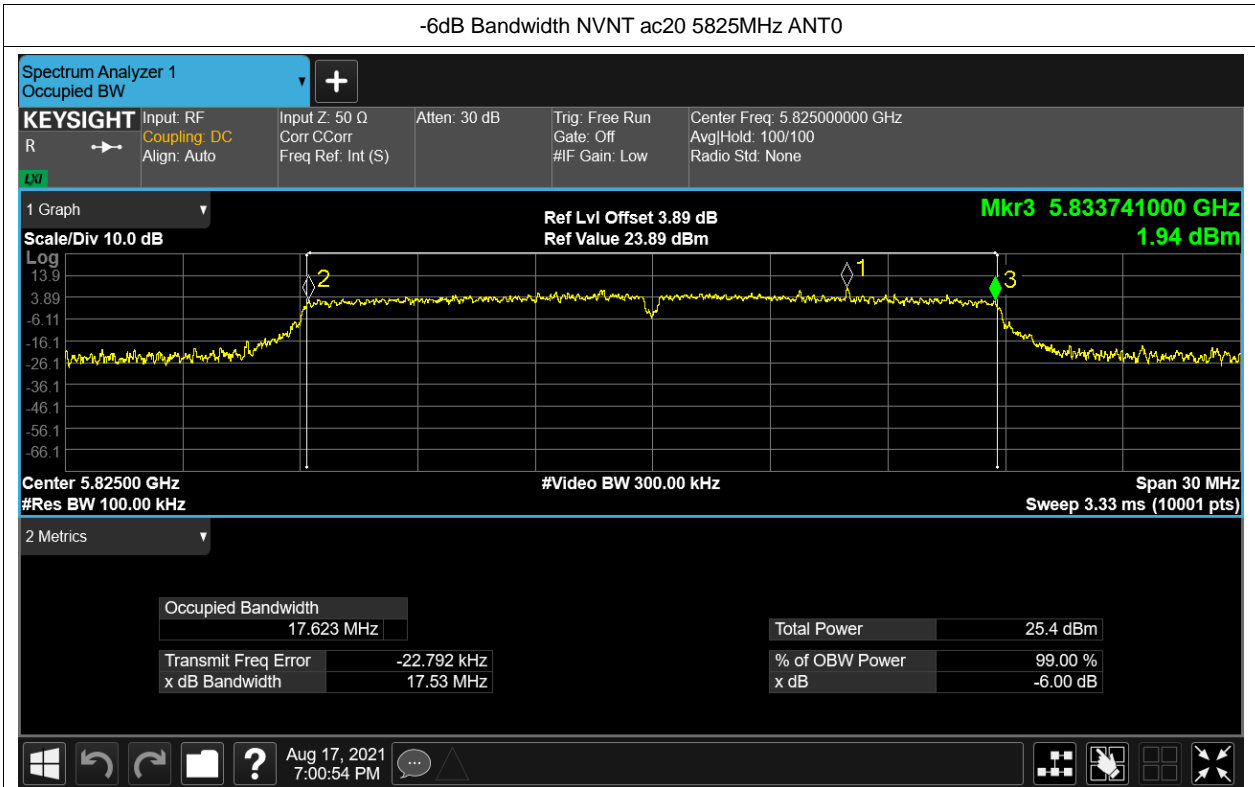 -6dB Bandwidth NVNT ac20 5825MHz ANT0
Spectrum Analyzer 1
Occupied BW
KEYSIGHT
R
LXI
Input: RF
Coupling: DC
Align: Auto
Input Z: 50 Ω
Corr CCorr
Freq Ref: Int (S)
Atten: 30 dB
Trig: Free Run
Gate: Off
#IF Gain: Low
Center Freq: 5.825000000 GHz
Avg|Hold: 100/100
Radio Std: None
1 Graph
Scale/Div 10.0 dB
Ref Lvl Offset 3.89 dB
Ref Value 23.89 dBm
Mkr3 5.833741000 GHz
1.94 dBm
Log
13.9
3.89
-6.11
-16.1
-26.1
-36.1
-46.1
-56.1
-66.1
2
1
3
Center 5.82500 GHz
#Res BW 100.00 kHz
#Video BW 300.00 kHz
Span 30 MHz
Sweep 3.33 ms (10001 pts)
2 Metrics
Occupied Bandwidth
17.623 MHz
Transmit Freq Error -22.792 kHz
x dB Bandwidth 17.53 MHz
Total Power 25.4 dBm
% of OBW Power 99.00 %
x dB -6.00 dB
?
Aug 17, 2021
7:00:54 PM